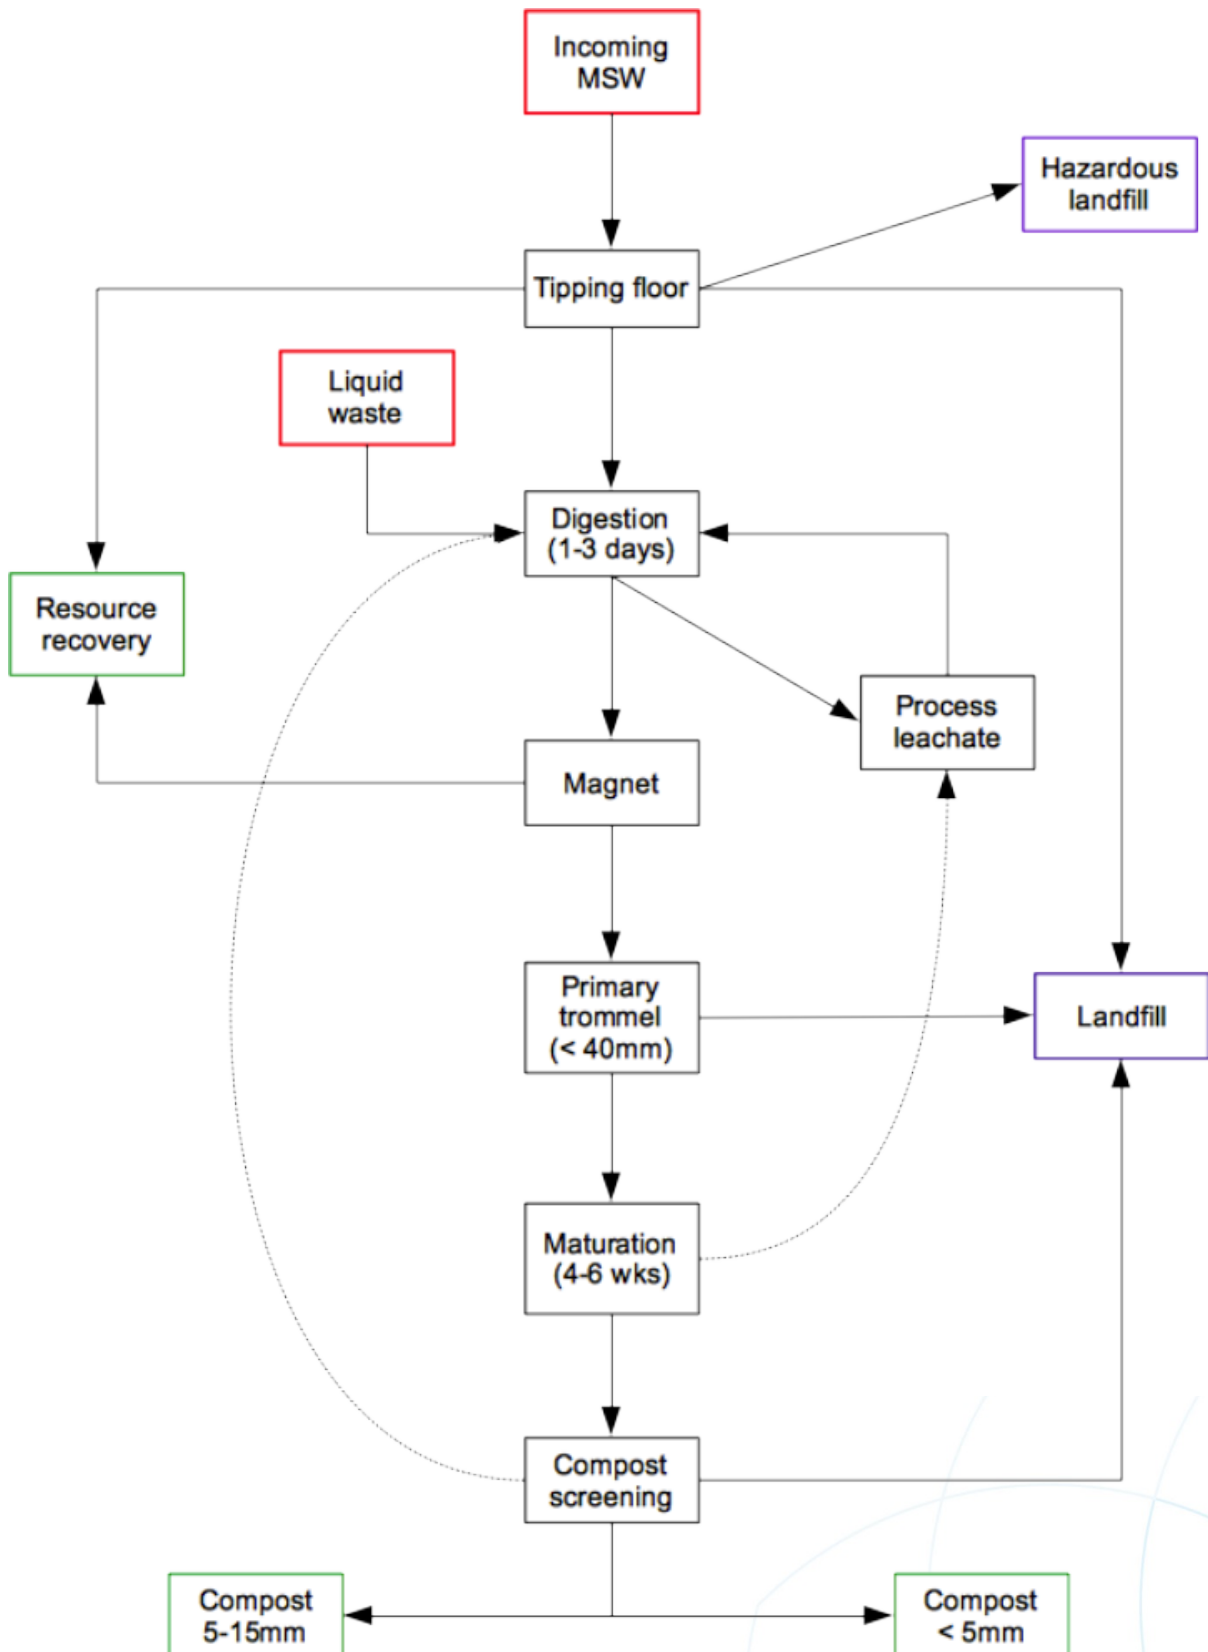 Incoming
MSW
Hazardous
landfill
Tipping floor
Liquid
waste
Digestion
(1-3 days)
Resource
recovery
Process
leachate
Magnet
Primary
trommel
(< 40mm)
Landfill
Maturation
(4-6 wks)
Compost
screening
Compost
5-15mm
Compost
< 5mm